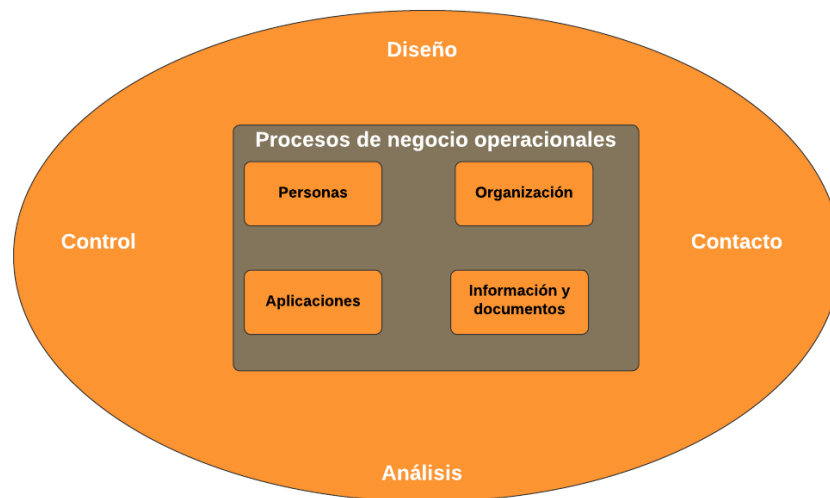 Diseño
Procesos de negocio operacionales
Personas
Organización
Control
Contacto
Aplicaciones
Información y
documentos
Análisis